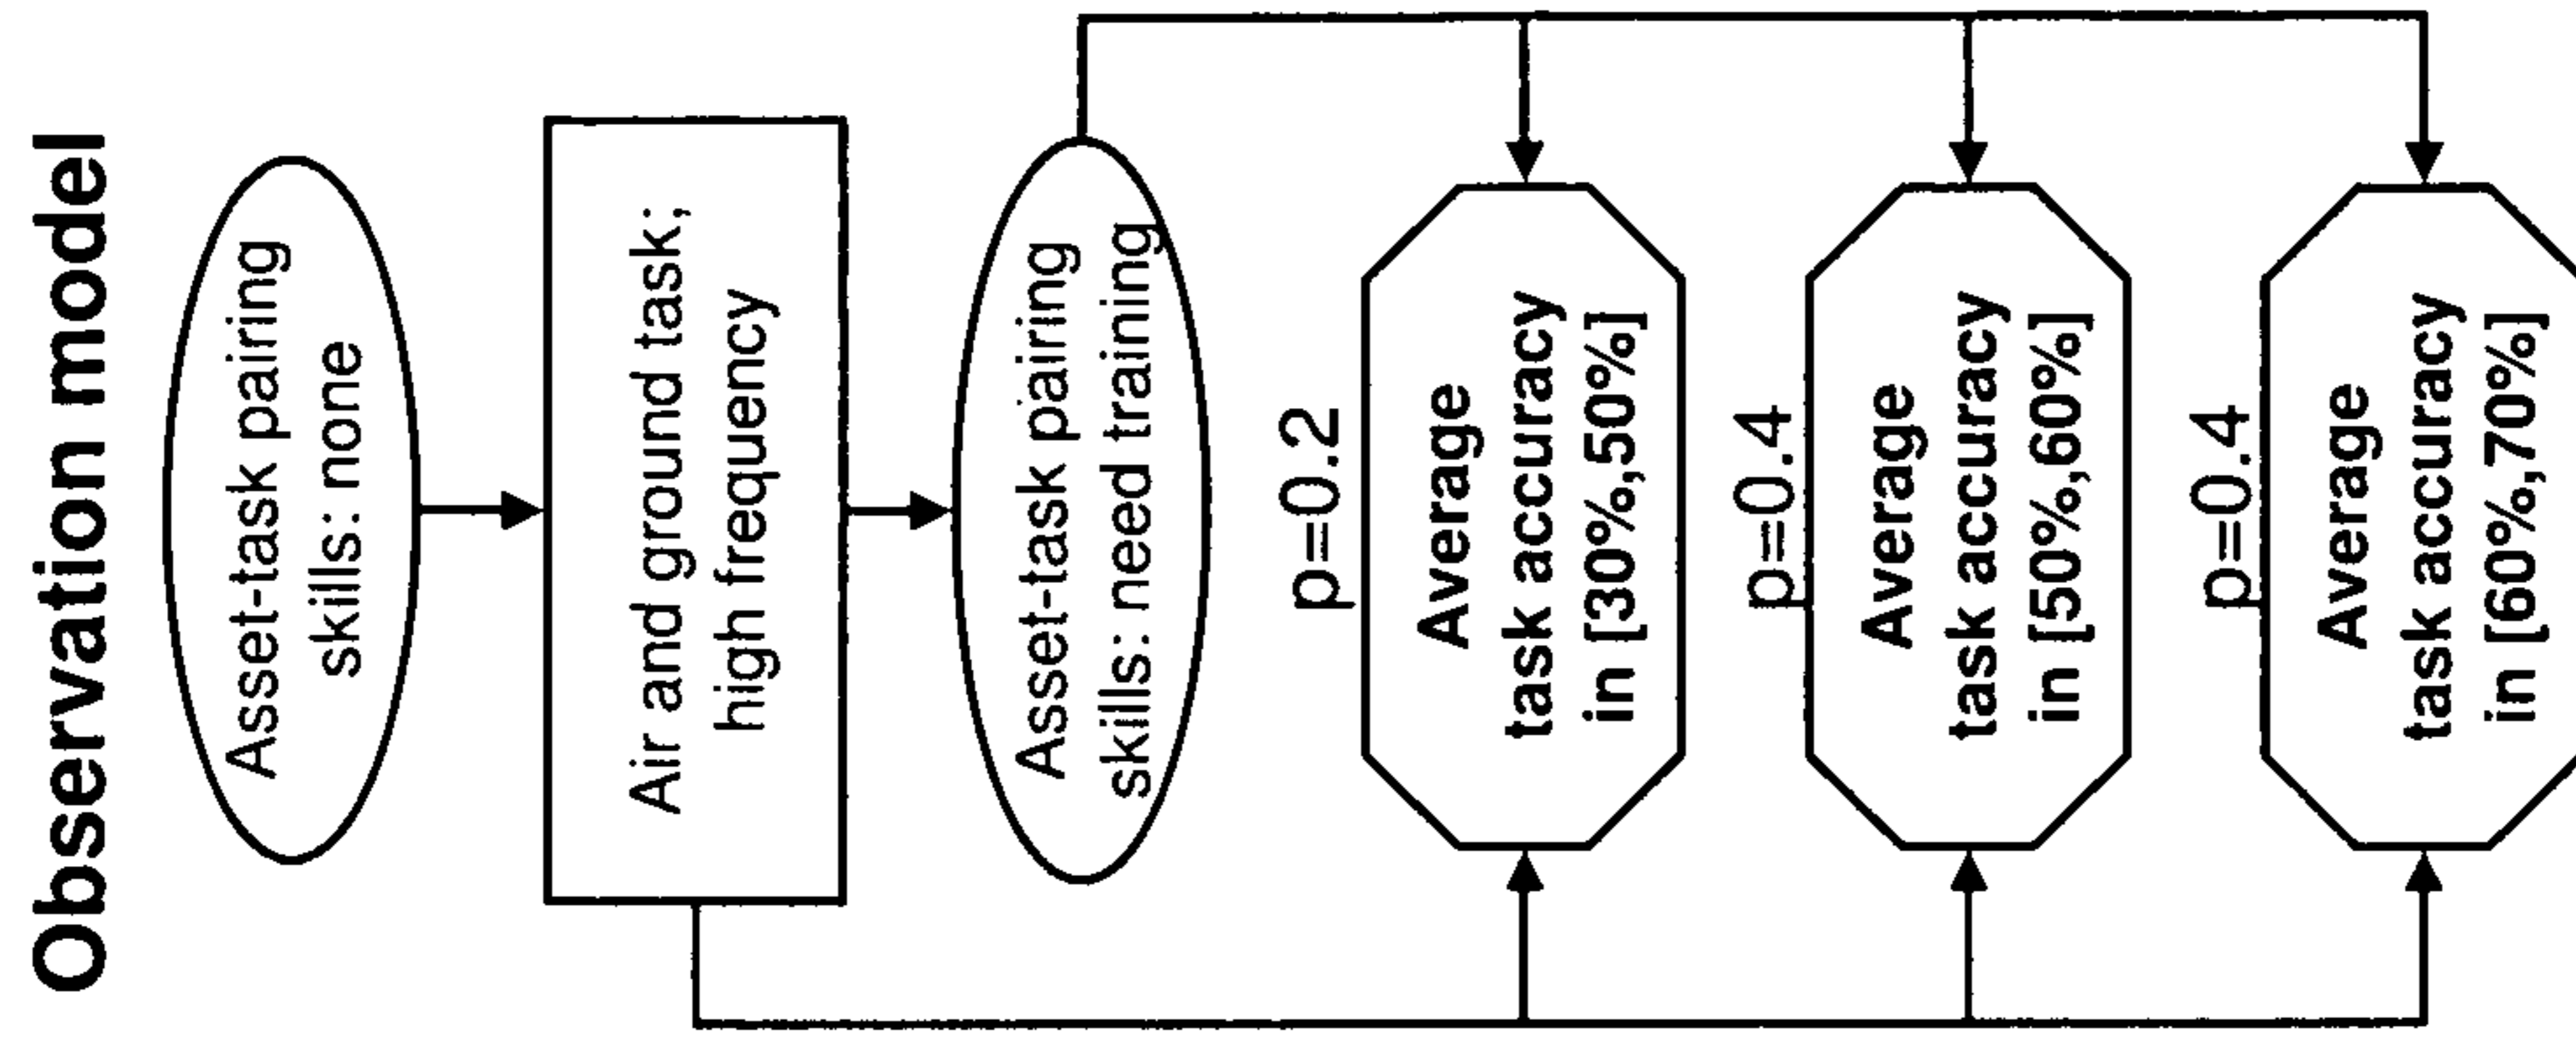 Observation model
Asset-task pairing
skills: none
Air and ground task;
high frequency
Asset-task pairing
skills: need training
p=0.2
Average
task accuracy
in [30%,50%]
p=0.4
Average
task accuracy
in [50%,60%]
p=0.4
Average
task accuracy
in [60%,70%]